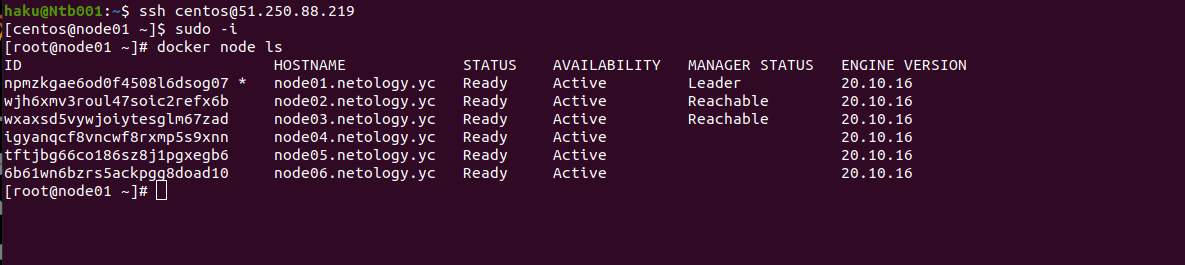 haku@Ntb001:~$ ssh centos@51.250.88.219
[centos@node01 ~]$ sudo -i
[root@node01 ~]# docker node ls
ID HOSTNAME STATUS AVAILABILITY MANAGER STATUS ENGINE VERSION
npmzkgae6od0f4508l6dsog07 * node01.netology.yc Ready Active Leader 20.10.16
wjh6xmv3roul47soic2refx6b node02.netology.yc Ready Active Reachable 20.10.16
wxaxsd5vywjoiytesglm67zad node03.netology.yc Ready Active Reachable 20.10.16
igyanqcf8vncwf8rxmp5s9xnn node04.netology.yc Ready Active 20.10.16
tftjbg66co186sz8j1pgxegb6 node05.netology.yc Ready Active 20.10.16
6b61wn6bzrs5ackpgq8doad10 node06.netology.yc Ready Active 20.10.16
[root@node01 ~]#